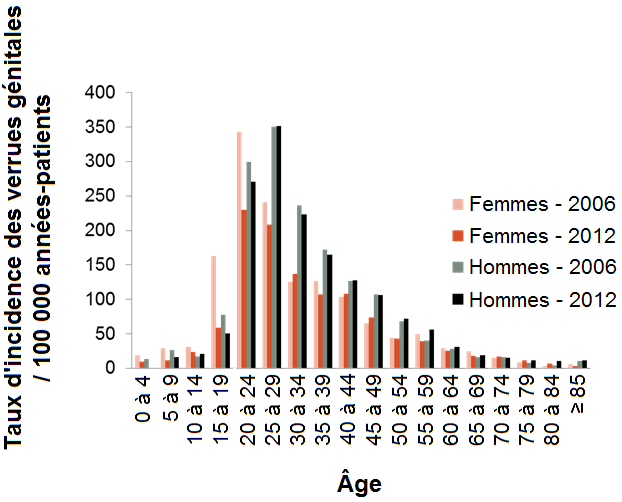 Taux d'incidence des verrues génitales
/ 100 000 années-patients
400
350
300
250
200
150
100
50
0
0 à 4
5 à 9
10 à 14
15 à 19
20 à 24
25 à 29
30 à 34
35 à 39
40 à 44
45 à 49
50 à 54
55 à 59
60 à 64
65 à 69
70 à 74
75 à 79
80 à 84
≥ 85
Âge
Femmes - 2006
Femmes - 2012
Hommes - 2006
Hommes - 2012